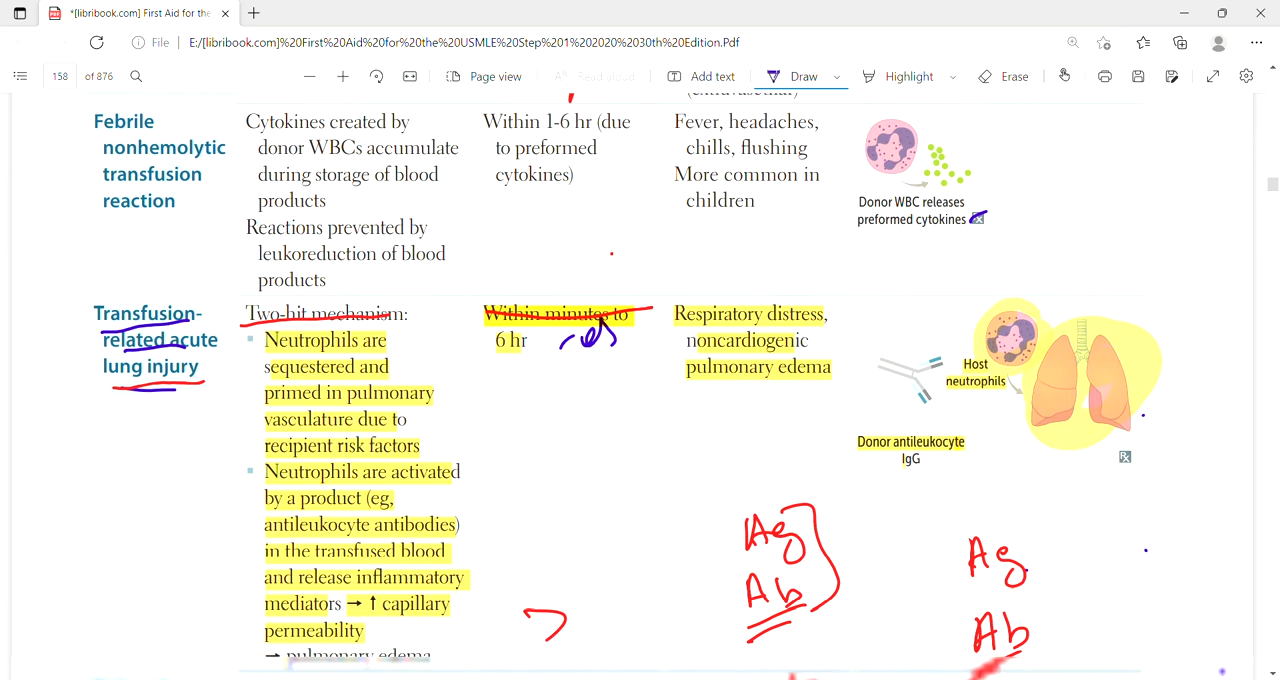 *[libribook.com] First Aid for the
File
E:/[libribook.com]%20First%20Aid%20for%20the%20USMLE%20Step%201%202020%2030th%20Edition.Pdf
158 of 876
Page view
Read aloud
Add text
Draw
Highlight
Erase
Febrile
nonhemolytic
transfusion
reaction
Cytokines created by
donor WBCs accumulate
during storage of blood
products
Reactions prevented by
leukoreduction of blood
products
Within 1-6 hr (due
to preformed
cytokines)
Fever, headaches,
chills, flushing
More common in
children
Donor WBC releases
preformed cytokines
Transfusion-
related acute
lung injury
Two-hit mechanism:
Neutrophils are
sequestered and
primed in pulmonary
vasculature due to
recipient risk factors
Neutrophils are activated
by a product (eg,
antileukocyte antibodies)
in the transfused blood
and release inflammatory
mediators → ↑ capillary
permeability
→ pulmonary edema
Within minutes to
6 hr
Respiratory distress,
noncardiogenic
pulmonary edema
Host
neutrophils
Donor antileukocyte
IgG
Ag
Ab
Ag
Ab